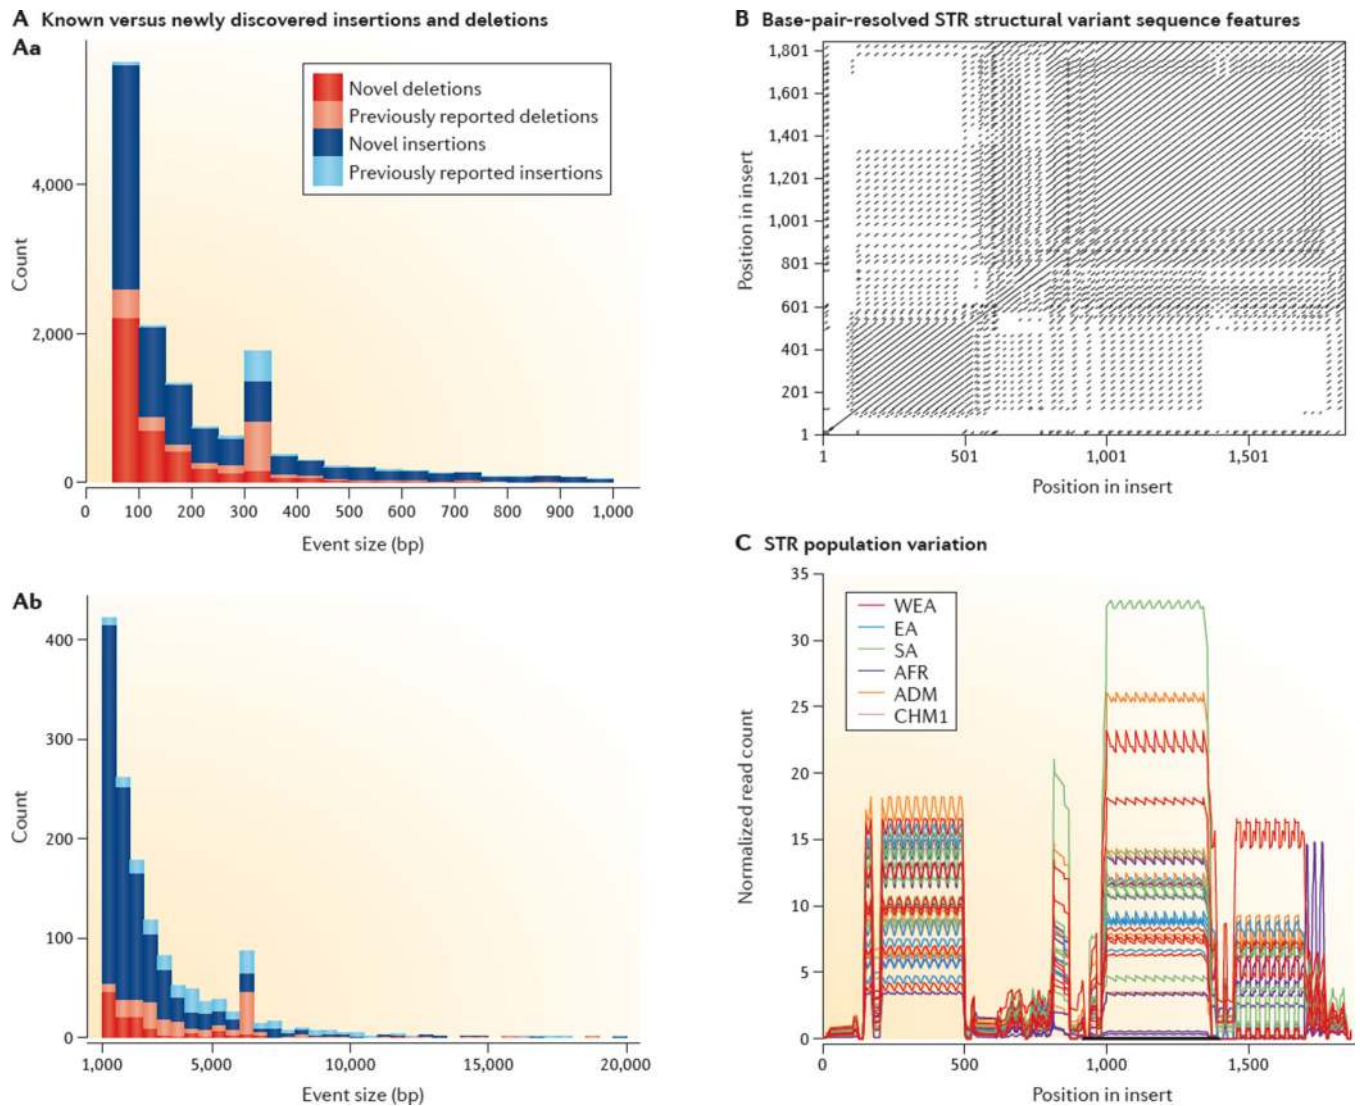 A Known versus newly discovered insertions and deletions
Aa
Novel deletions
Previously reported deletions
Novel insertions
Previously reported insertions
Count
4,000
2,000
0
0 100 200 300 400 500 600 700 800 900 1,000
Event size (bp)
Ab
Count
400
300
200
100
0
1,000 5,000 10,000 15,000 20,000
Event size (bp)
B Base-pair-resolved STR structural variant sequence features
Position in insert
1,801
1,601
1,401
1,201
1,001
801
601
401
201
1
1 501 1,001 1,501
Position in insert
C STR population variation
WEA
EA
SA
AFR
ADM
CHM1
Normalized read count
35
30
25
20
15
10
5
0
0 500 1,000 1,500
Position in insert